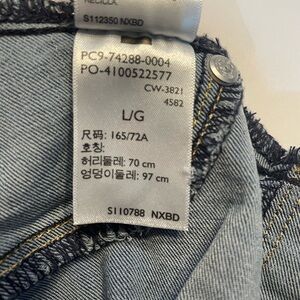 S112350 NXBD
PC9-74288-0004
PO-4100522577
CW-3821
4582
L/G
尺码: 165/72A
호칭:
허리둘레: 70 cm
엉덩이둘레: 97 cm
S110788 NXBD